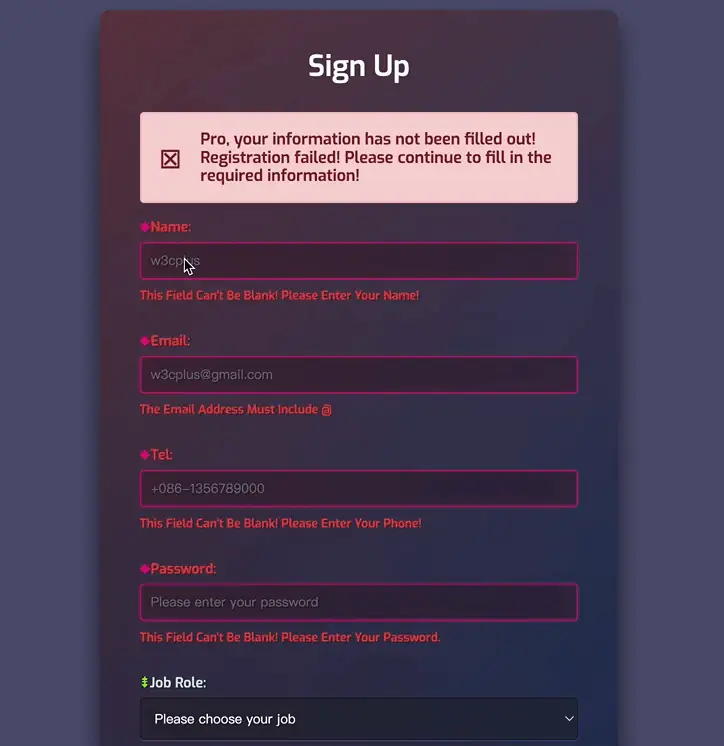 Sign Up
Pro, your information has not been filled out!
Registration failed! Please continue to fill in the
required information!
Name:
w3cplus
This Field Can't Be Blank! Please Enter Your Name!
Email:
w3cplus@gmail.com
The Email Address Must Include @
Tel:
+086-1356789000
This Field Can't Be Blank! Please Enter Your Phone!
Password:
Please enter your password
This Field Can't Be Blank! Please Enter Your Password.
Job Role:
Please choose your job